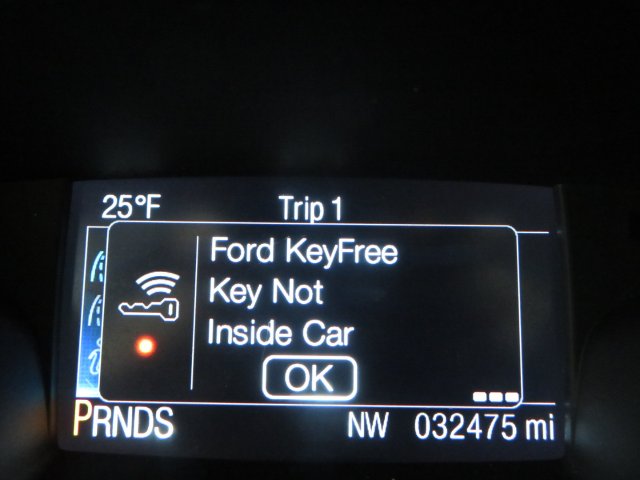 25°F Trip 1
Ford KeyFree
Key Not
Inside Car
OK
PRNDS NW 032475 mi